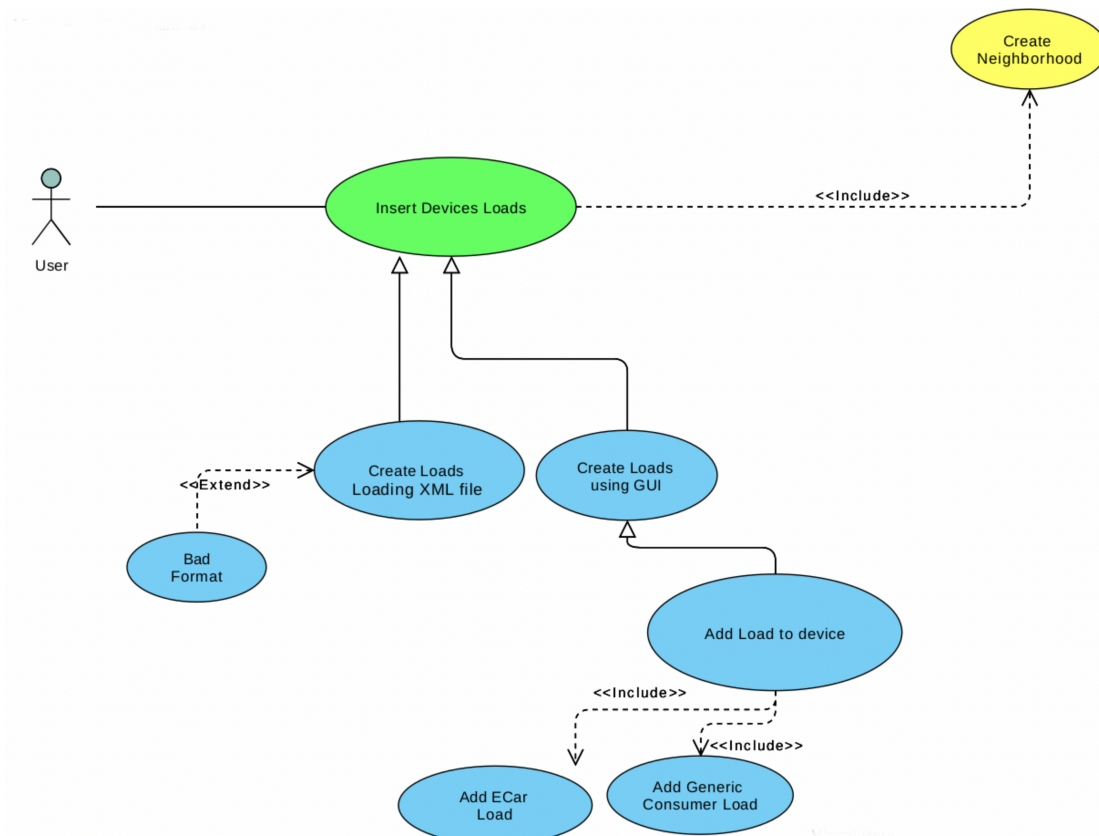 Create
Neighborhood
<<Include>>
Insert Devices Loads
User
Create Loads
Loading XML file
Create Loads
using GUI
<<Extend>>
Bad
Format
Add Load to device
<<Include>>
<<Include>>
Add ECar
Load
Add Generic
Consumer Load